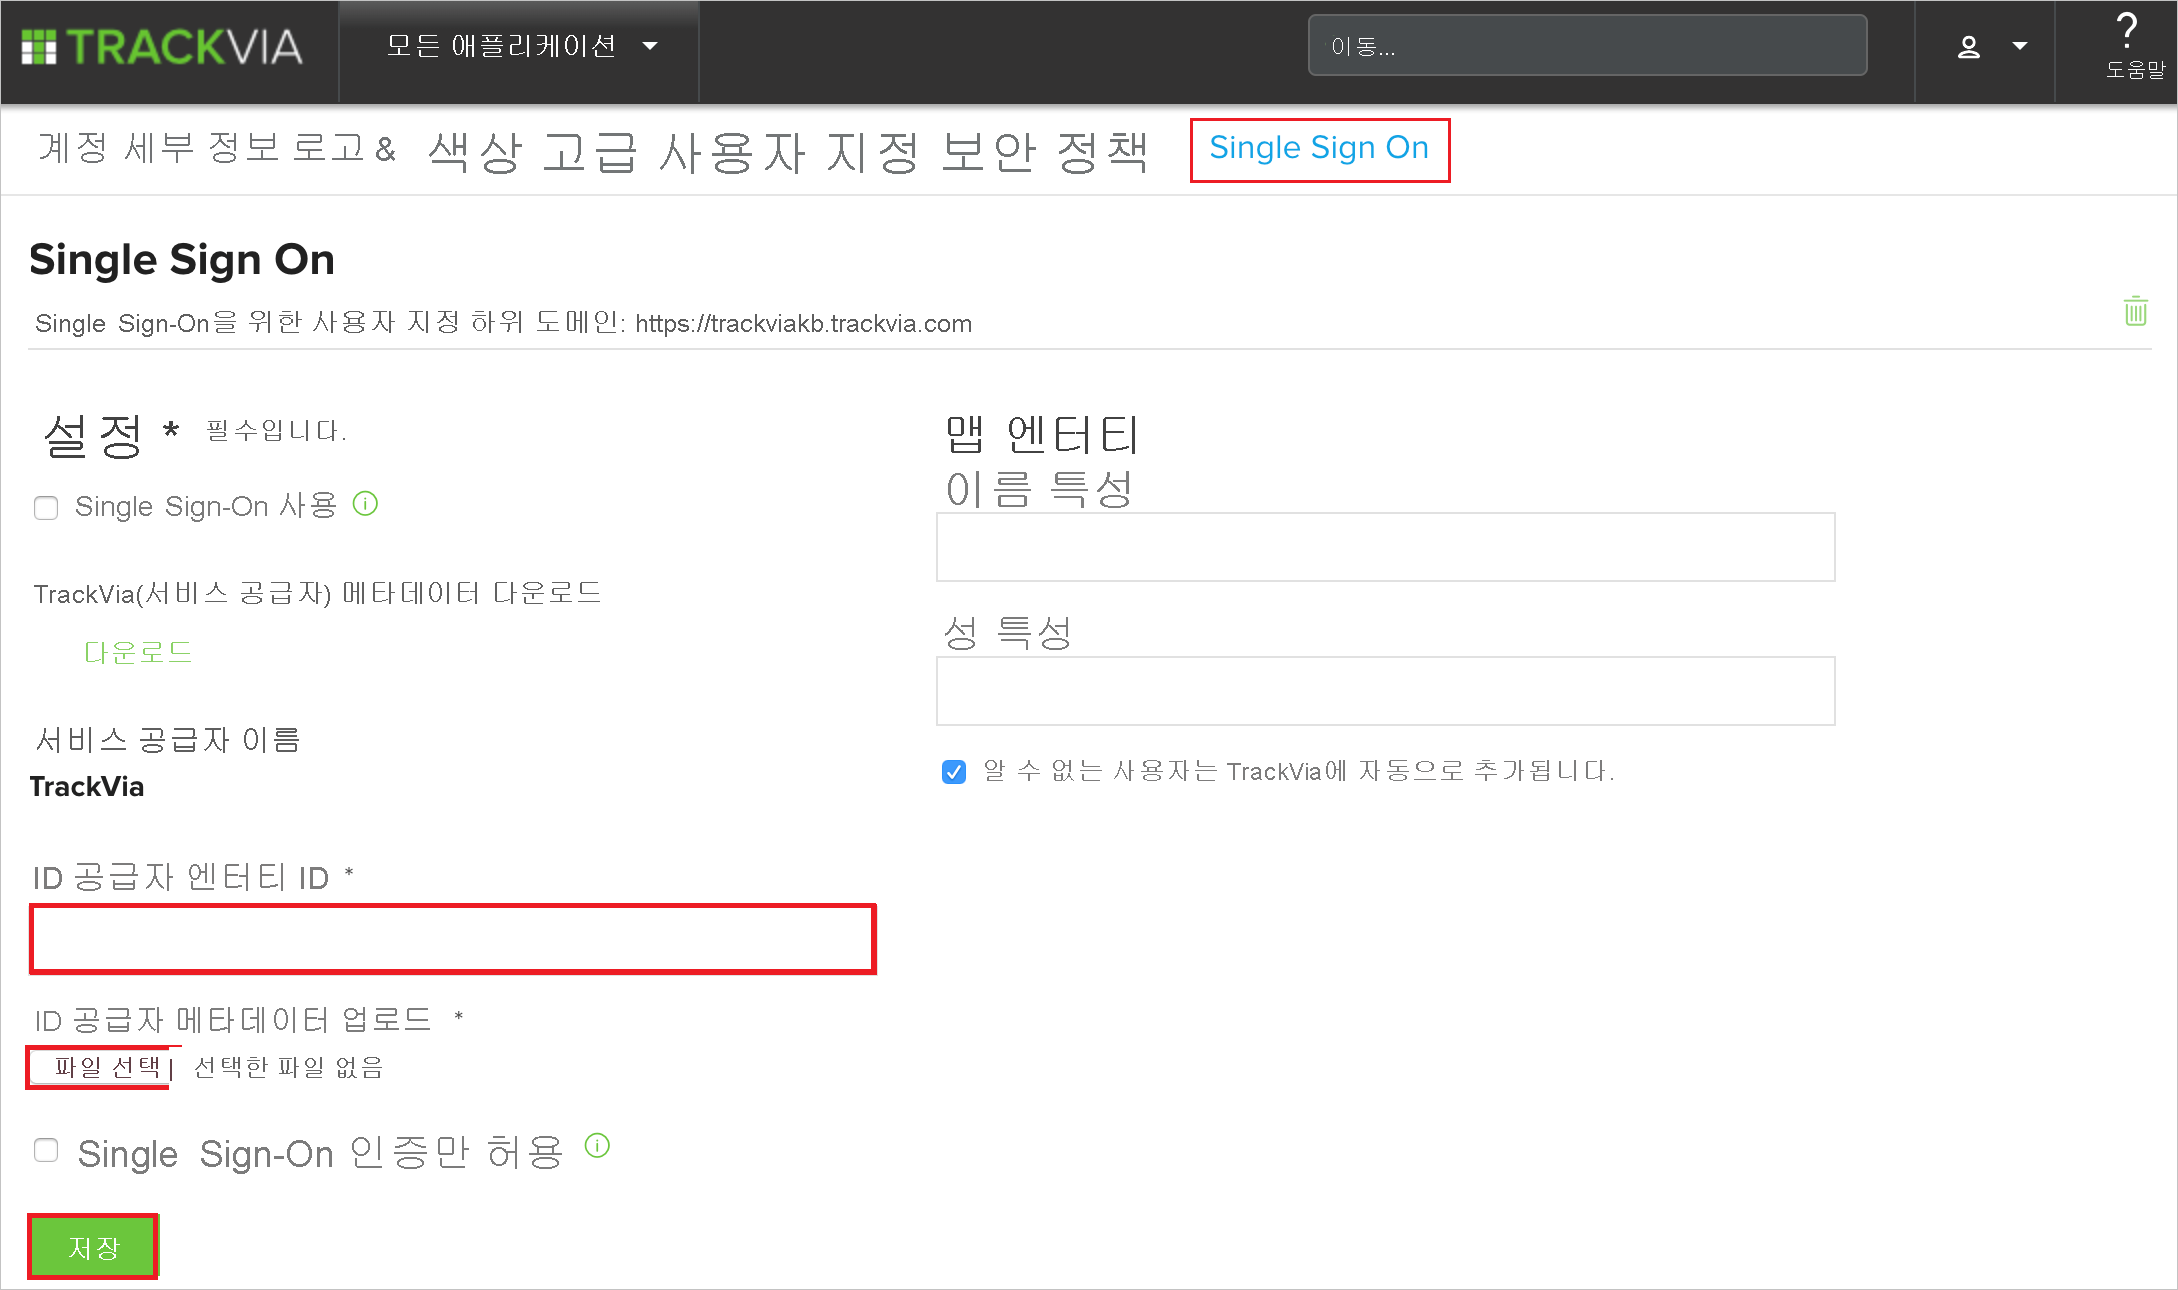 TRACKVIA 모든 애플리케이션 이동... ? 도움말
계정 세부 정보 로고 & 색상 고급 사용자 지정 보안 정책 Single Sign On
Single Sign On
Single Sign-On을 위한 사용자 지정 하위 도메인: https://trackviakb.trackvia.com
설정 * 필수입니다.
Single Sign-On 사용
TrackVia(서비스 공급자) 메타데이터 다운로드
다운로드
서비스 공급자 이름
TrackVia
ID 공급자 엔터티 ID *
ID 공급자 메타데이터 업로드 *
파일 선택 선택한 파일 없음
Single Sign-On 인증만 허용
저장
맵 엔터티
이름 특성
성 특성
알 수 없는 사용자는 TrackVia에 자동으로 추가됩니다.